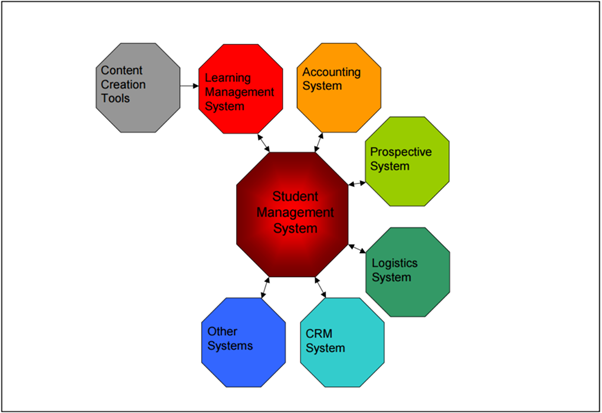 Content
Creation
Tools
Learning
Management
System
Accounting
System
Prospective
System
Student
Management
System
Logistics
System
Other
Systems
CRM
System